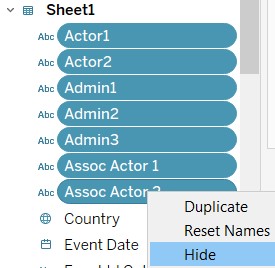 Sheet1
Abc Actor1
Abc Actor2
Abc Admin1
Abc Admin2
Abc Admin3
Abc Assoc Actor 1
Abc Assoc Actor
Country
Duplicate
Event Date
Reset Names
Hide